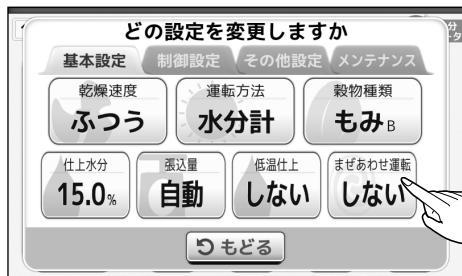 どの設定を変更しますか
基本設定 制御設定 その他設定 メンテナンス
乾燥速度 運転方法 穀物種類
ふつう 水分計 もみB
仕上水分 張込量 低温仕上 まぜあわせ運転
15.0% 自動 しない しない
もどる